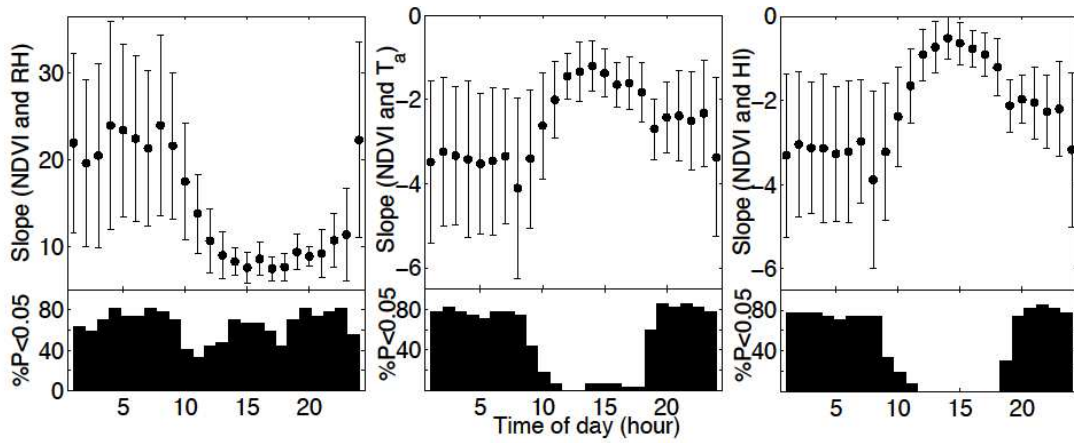 Slope (NDVI and RH)
30
20
10
%P<0.05
80
40
0
5 10 15 20
Slope (NDVI and Ta)
0
−2
−4
−6
%P<0.05
80
40
5 10 15 20
Time of day (hour)
Slope (NDVI and HI)
0
−2
−4
−6
%P<0.05
80
40
5 10 15 20